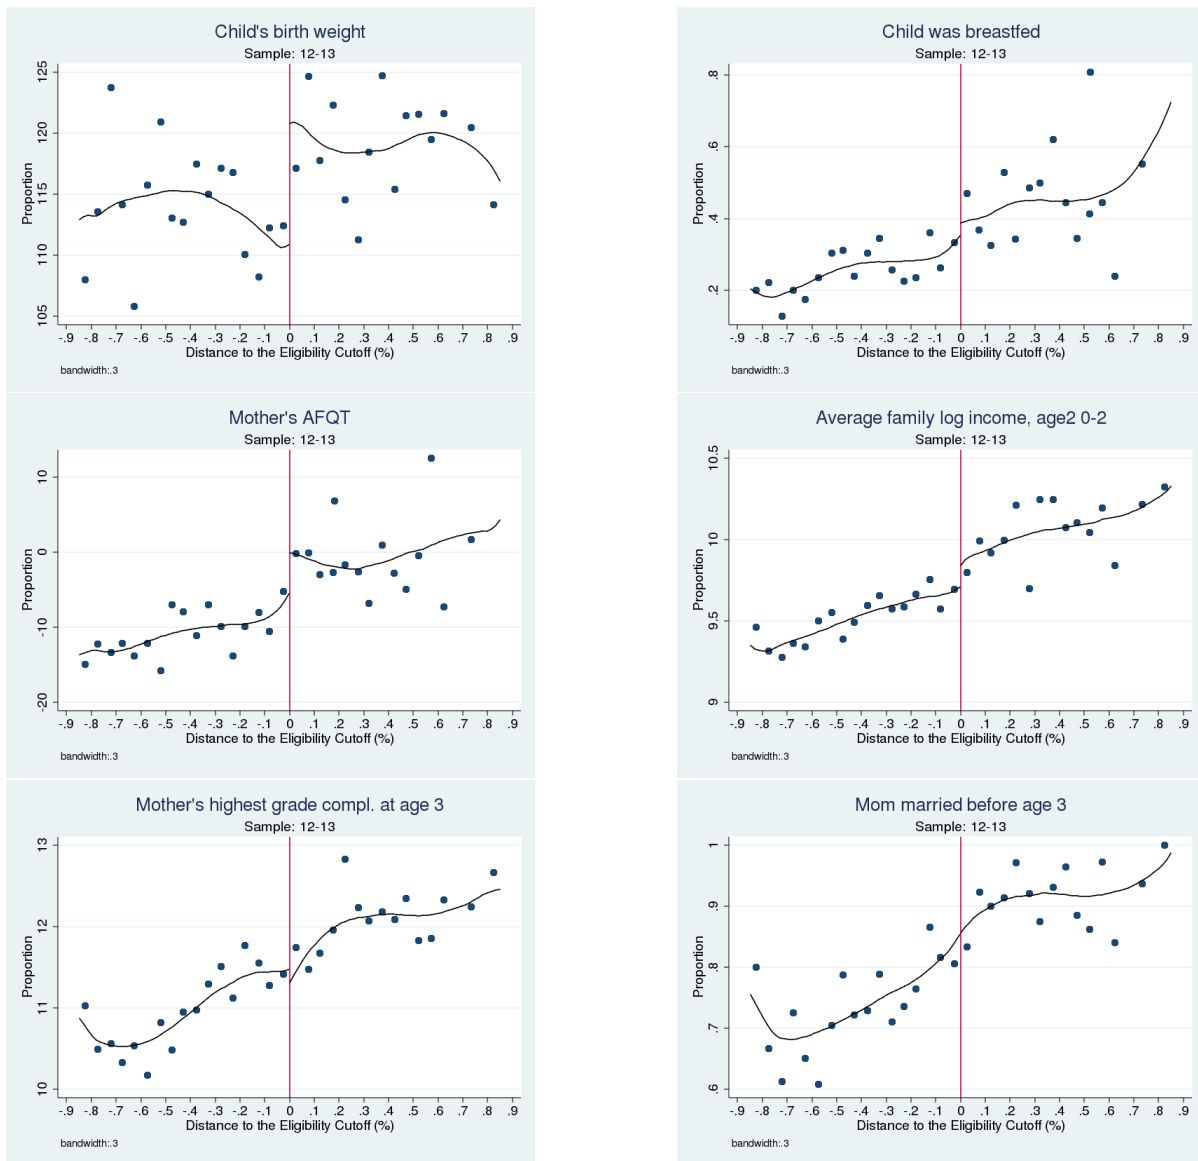 Child's birth weight
Sample: 12-13
Proportion
125
120
115
110
105
-.9 -.8 -.7 -.6 -.5 -.4 -.3 -.2 -.1 0 .1 .2 .3 .4 .5 .6 .7 .8 .9
Distance to the Eligibility Cutoff (%)
bandwidth:.3
Child was breastfed
Sample: 12-13
Proportion
.8
.6
.4
.2
-.9 -.8 -.7 -.6 -.5 -.4 -.3 -.2 -.1 0 .1 .2 .3 .4 .5 .6 .7 .8 .9
Distance to the Eligibility Cutoff (%)
bandwidth:.3
Mother's AFQT
Sample: 12-13
Proportion
10
0
-10
-20
-.9 -.8 -.7 -.6 -.5 -.4 -.3 -.2 -.1 0 .1 .2 .3 .4 .5 .6 .7 .8 .9
Distance to the Eligibility Cutoff (%)
bandwidth:.3
Average family log income, age2 0-2
Sample: 12-13
Proportion
10.5
10
9.5
9
-.9 -.8 -.7 -.6 -.5 -.4 -.3 -.2 -.1 0 .1 .2 .3 .4 .5 .6 .7 .8 .9
Distance to the Eligibility Cutoff (%)
bandwidth:.3
Mother's highest grade compl. at age 3
Sample: 12-13
Proportion
13
12
11
10
-.9 -.8 -.7 -.6 -.5 -.4 -.3 -.2 -.1 0 .1 .2 .3 .4 .5 .6 .7 .8 .9
Distance to the Eligibility Cutoff (%)
bandwidth:.3
Mom married before age 3
Sample: 12-13
Proportion
1
.9
.8
.7
.6
-.9 -.8 -.7 -.6 -.5 -.4 -.3 -.2 -.1 0 .1 .2 .3 .4 .5 .6 .7 .8 .9
Distance to the Eligibility Cutoff (%)
bandwidth:.3